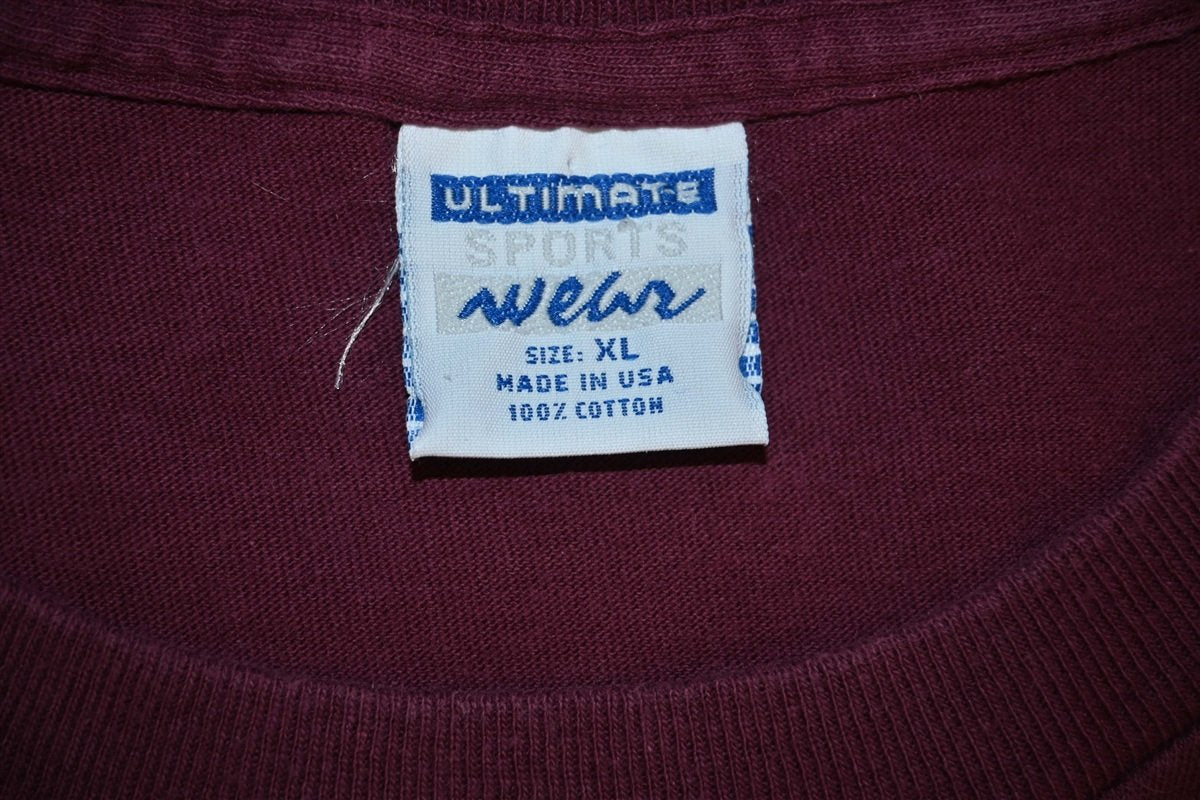 ULTIMATE
SPORTS
wear
SIZE: XL
MADE IN USA
100% COTTON